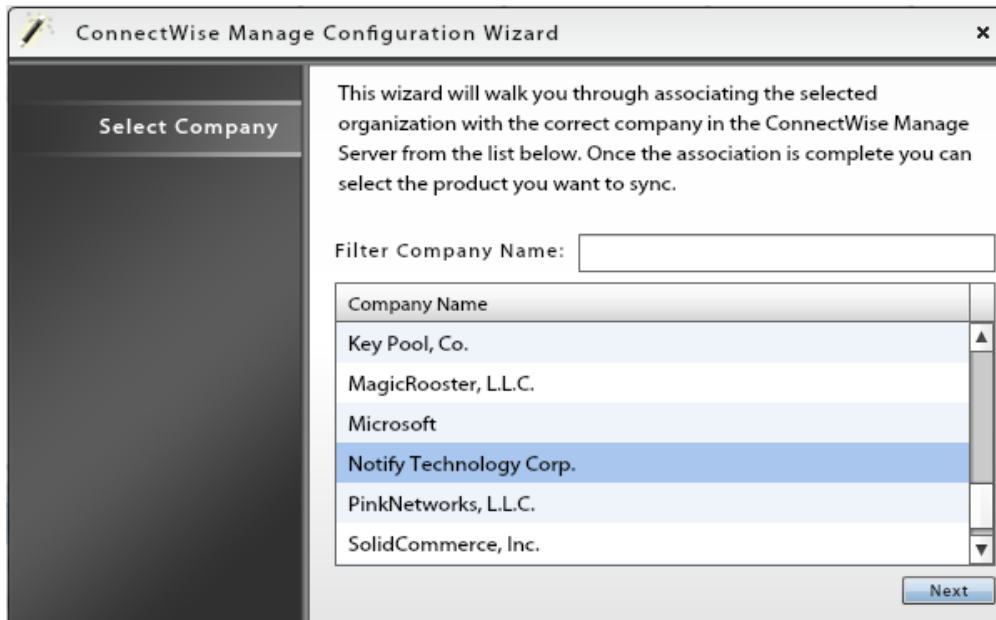 ConnectWise Manage Configuration Wizard
Select Company
This wizard will walk you through associating the selected
organization with the correct company in the ConnectWise Manage
Server from the list below. Once the association is complete you can
select the product you want to sync.
Filter Company Name:
Company Name
Key Pool, Co.
MagicRooster, L.L.C.
Microsoft
Notify Technology Corp.
PinkNetworks, L.L.C.
SolidCommerce, Inc.
Next